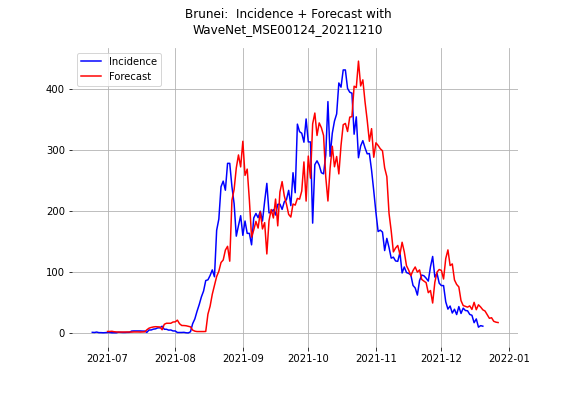 Brunei:  Incidence + Forecast with
WaveNet_MSE00124_20211210
Incidence
Forecast
400
300
200
100
0
2021-07 2021-08 2021-09 2021-10 2021-11 2021-12 2022-01